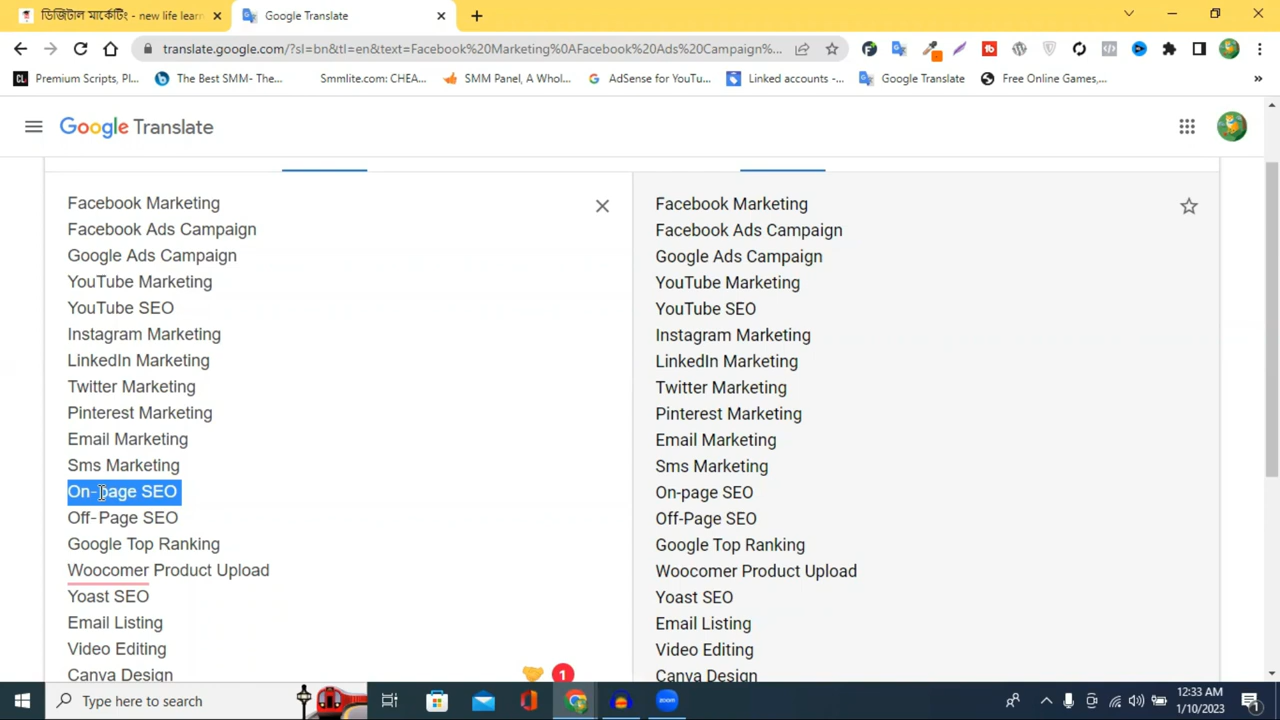 ডিজিটাল মার্কেটিং - new life lear
Google Translate
translate.google.com/?sl=bn&tl=en&text=Facebook%20Marketing%0AFacebook%20Ads%20Campaign%...
Premium Scripts, Pl...
The Best SMM- The...
Smmlite.com: CHEA...
SMM Panel, A Whol...
AdSense for YouTu...
Linked accounts -...
Google Translate
Free Online Games,...
Google Translate
Facebook Marketing
Facebook Ads Campaign
Google Ads Campaign
YouTube Marketing
YouTube SEO
Instagram Marketing
LinkedIn Marketing
Twitter Marketing
Pinterest Marketing
Email Marketing
Sms Marketing
On-page SEO
Off-Page SEO
Google Top Ranking
Woocomer Product Upload
Yoast SEO
Email Listing
Video Editing
Canva Design
Facebook Marketing
Facebook Ads Campaign
Google Ads Campaign
YouTube Marketing
YouTube SEO
Instagram Marketing
LinkedIn Marketing
Twitter Marketing
Pinterest Marketing
Email Marketing
Sms Marketing
On-page SEO
Off-Page SEO
Google Top Ranking
Woocomer Product Upload
Yoast SEO
Email Listing
Video Editing
Canva Design
1
Type here to search
12:33 AM
1/10/2023
1